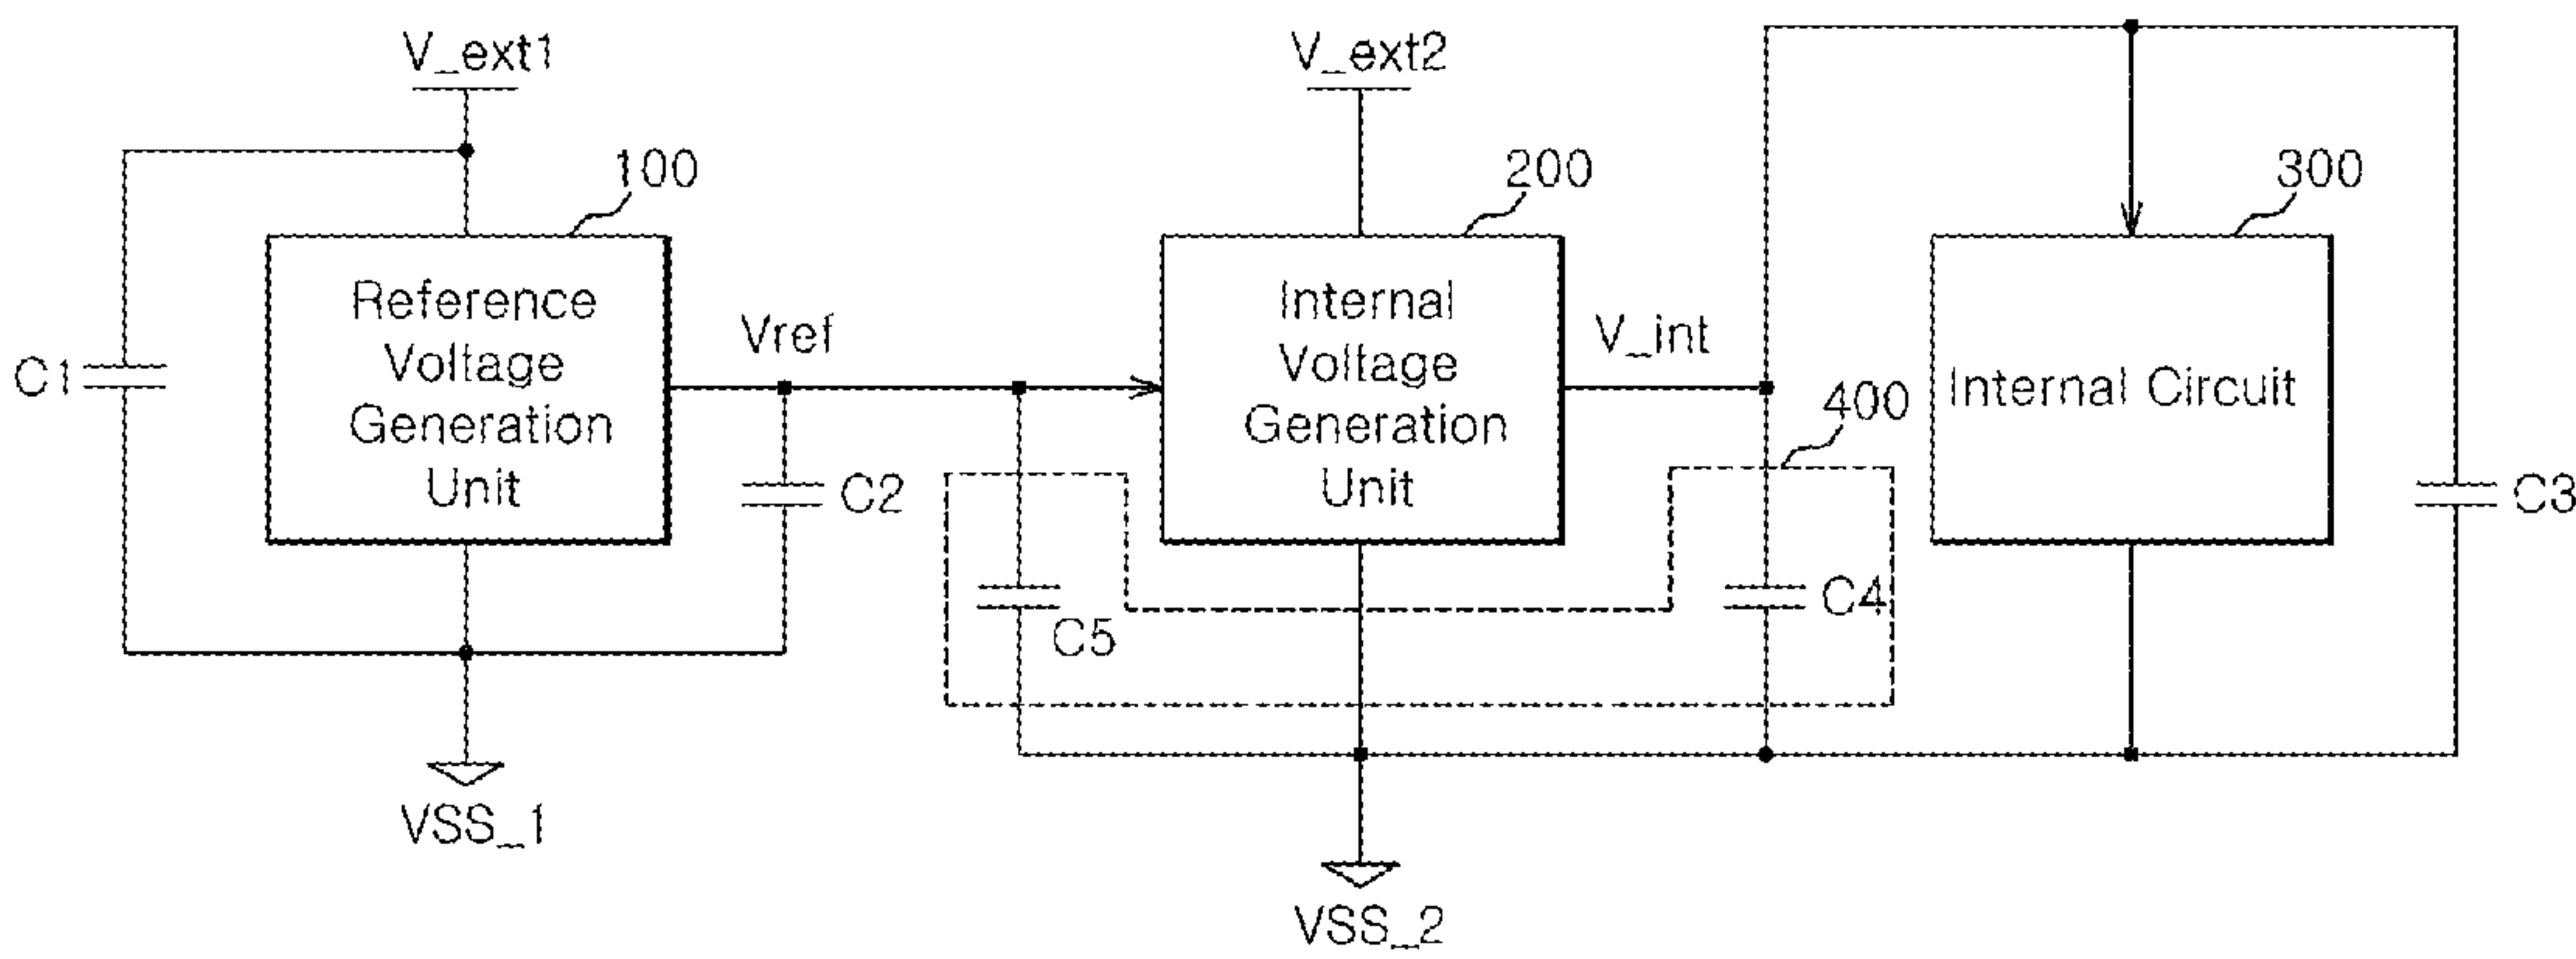 V_ext1
V_ext2
100
200
300
Reference
Voltage
Generation
Unit
Vref
Internal
Voltage
Generation
Unit
V_int
400
Internal Circuit
C1
C2
C3
C4
C5
VSS_1
VSS_2